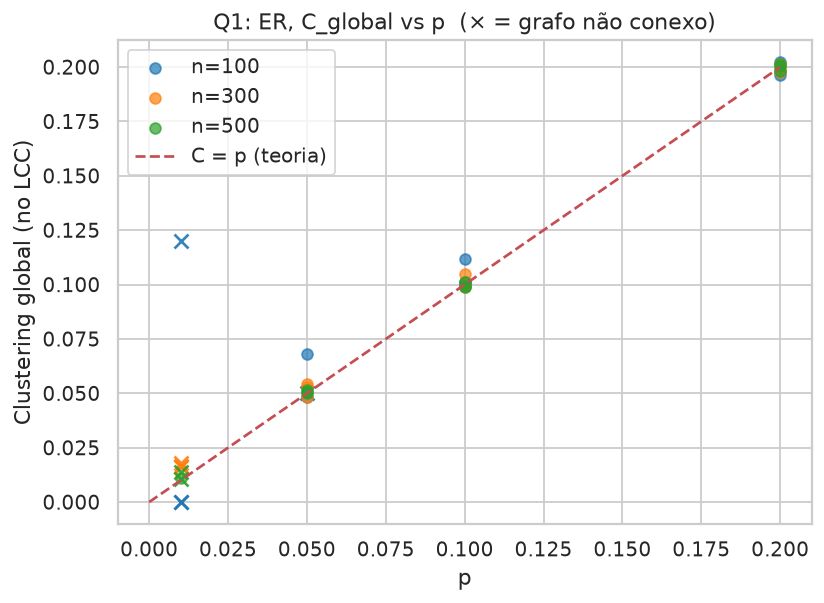 Q1: ER, C_global vs p  (× = grafo não conexo)
n=100
n=300
n=500
C = p (teoria)
Clustering global (no LCC)
0.200
0.175
0.150
0.125
0.100
0.075
0.050
0.025
0.000
0.000 0.025 0.050 0.075 0.100 0.125 0.150 0.175 0.200
p